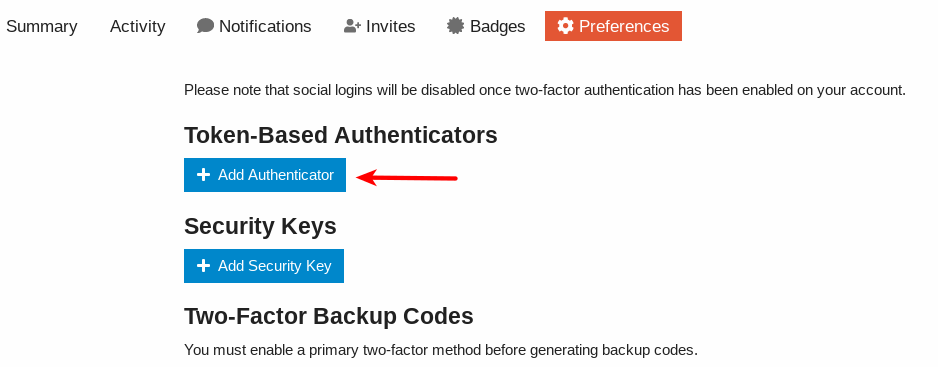 Summary Activity Notifications Invites Badges Preferences
Please note that social logins will be disabled once two-factor authentication has been enabled on your account.
Token-Based Authenticators
Add Authenticator
Security Keys
Add Security Key
Two-Factor Backup Codes
You must enable a primary two-factor method before generating backup codes.